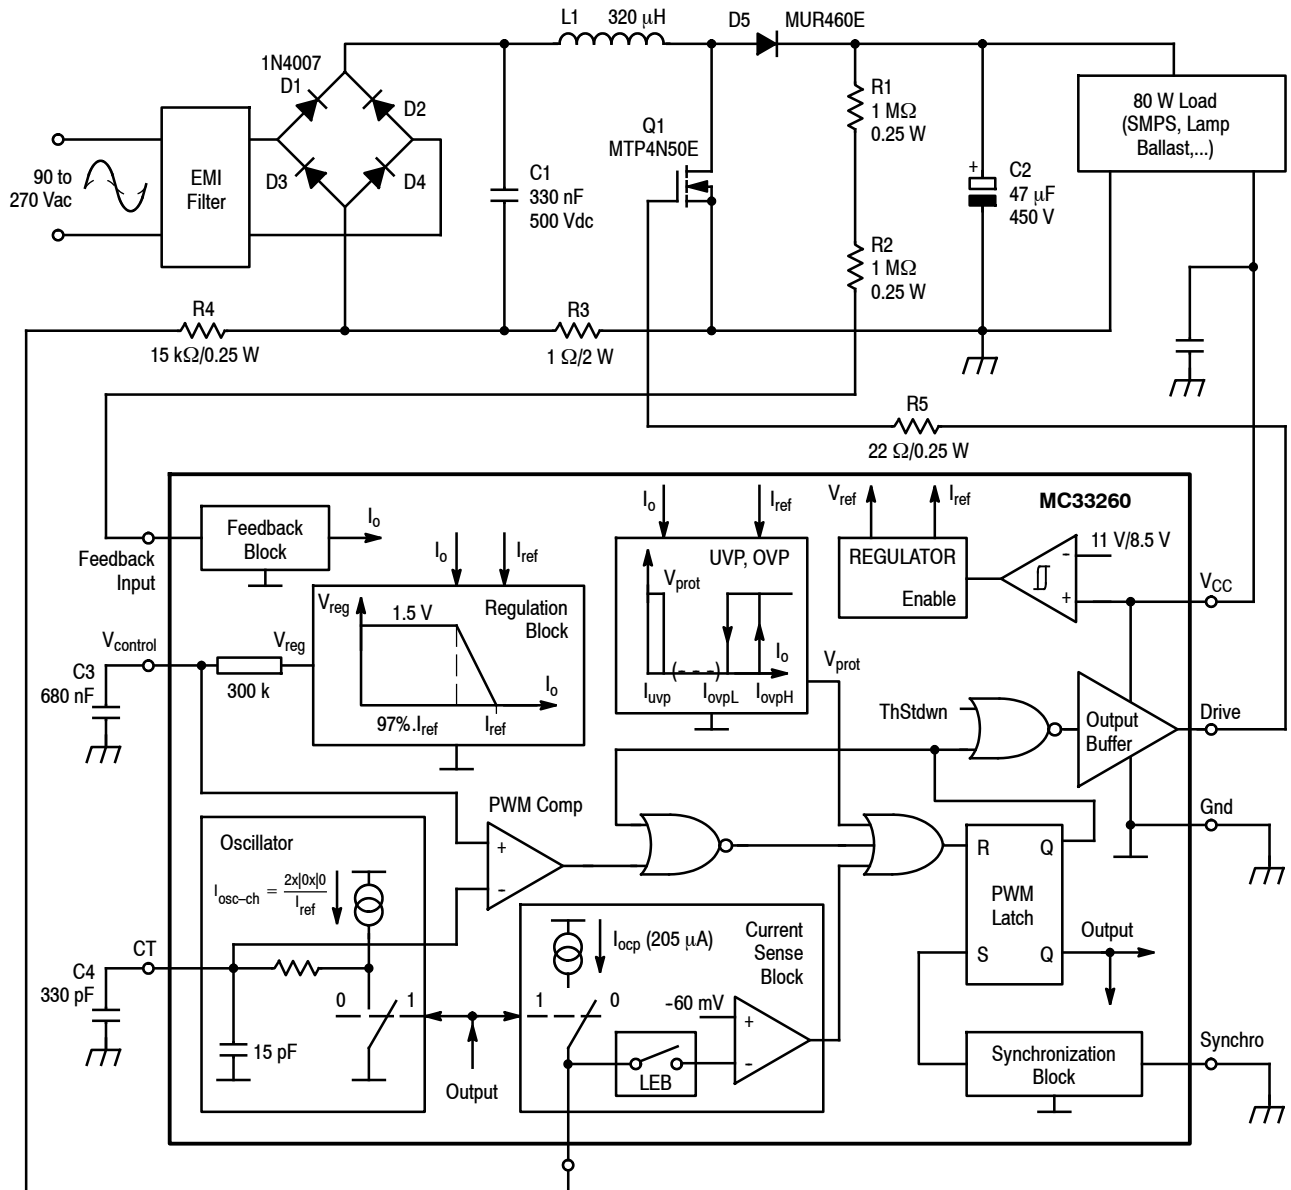 L1 320 μH
D5 MUR460E
1N4007
D1
D2
D3
D4
EMI
Filter
90 to
270 Vac
C1
330 nF
500 Vdc
Q1
MTP4N50E
R1
1 MΩ
0.25 W
R2
1 MΩ
0.25 W
+
C2
47 μF
450 V
80 W Load
(SMPS, Lamp
Ballast,...)
R4
15 kΩ/0.25 W
R3
1 Ω/2 W
R5
22 Ω/0.25 W
MC33260
Feedback
Block
Io
Feedback
Input
Io Iref
Vreg
1.5 V
Regulation
Block
Io
97%.Iref
Iref
Vcontrol
Vreg
300 k
C3
680 nF
Io Iref
UVP, OVP
Vprot
Io
Iuvp
(- - - -)
IovpL
IovpH
Vprot
Vref Iref
REGULATOR
Enable
11 V/8.5 V
-
+
VCC
ThStdwn
Output
Buffer
Drive
Gnd
PWM Comp
+
-
Oscillator
Iosc–ch = 2x|0x|0 / Iref
CT
C4
330 pF
0 1
15 pF
Output
Iocp (205 μA)
Current
Sense
Block
1 0
-60 mV
+
-
LEB
R Q
PWM
Latch
S Q
Output
Synchronization
Block
Synchro